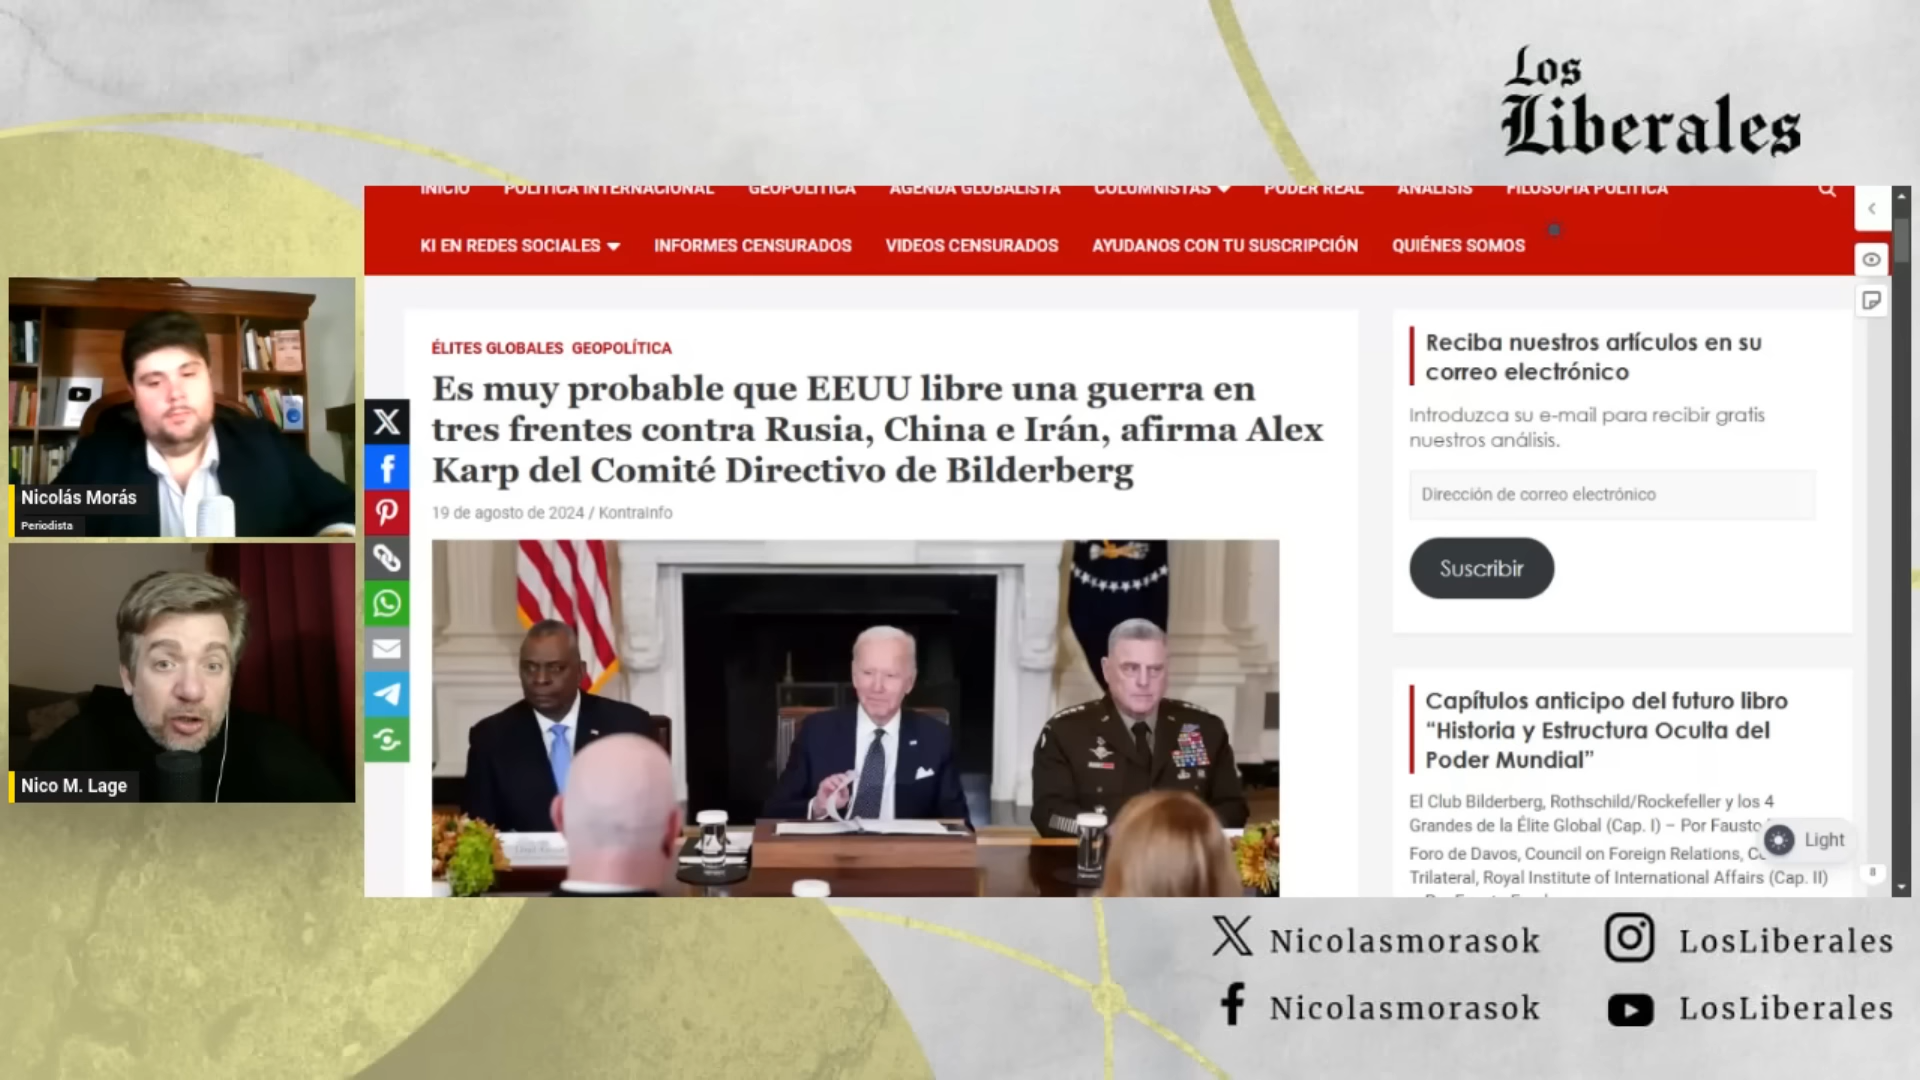 Los
Liberales
INICIO POLÍTICA INTERNACIONAL GEOPOLÍTICA AGENDA GLOBALISTA COLUMNISTAS PODER REAL ANÁLISIS FILOSOFÍA POLÍTICA
KI EN REDES SOCIALES INFORMES CENSURADOS VIDEOS CENSURADOS AYUDANOS CON TU SUSCRIPCIÓN QUIÉNES SOMOS
ÉLITES GLOBALES GEOPOLÍTICA
Es muy probable que EEUU libre una guerra en
tres frentes contra Rusia, China e Irán, afirma Alex
Karp del Comité Directivo de Bilderberg
19 de agosto de 2024 / KontraInfo
Reciba nuestros artículos en su
correo electrónico
Introduzca su e-mail para recibir gratis
nuestros análisis.
Dirección de correo electrónico
Suscribir
Capítulos anticipo del futuro libro
“Historia y Estructura Oculta del
Poder Mundial”
El Club Bilderberg, Rothschild/Rockefeller y los 4
Grandes de la Élite Global (Cap. I) – Por Fausto
Foro de Davos, Council on Foreign Relations,
Trilateral, Royal Institute of International Affairs (Cap. II)
Light
8
Nicolás Morás
Periodista
Nico M. Lage
Nicolasmorasok
LosLiberales
Nicolasmorasok
LosLiberales